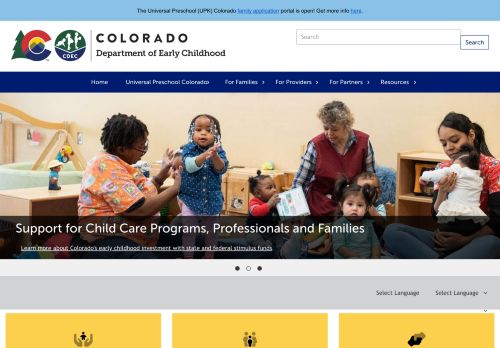 The Universal Preschool (UPK) Colorado family application portal is open! Get more info here.
COLORADO
Department of Early Childhood
CDEC
Search
Search
Home Universal Preschool Colorado For Families For Providers For Partners Resources
Support for Child Care Programs, Professionals and Families
Learn more about Colorado's early childhood investment with state and federal stimulus funds
Select Language Select Language